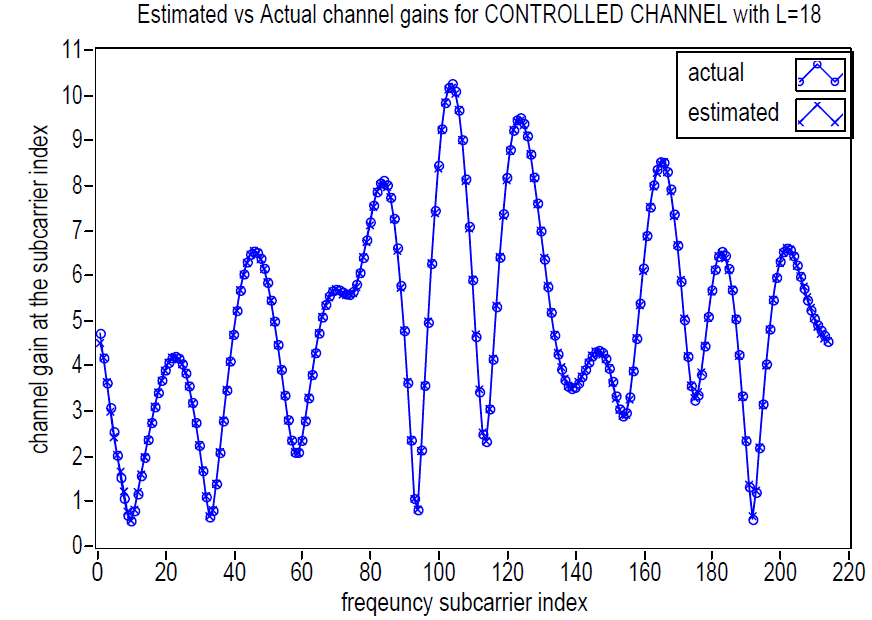 Estimated vs Actual channel gains for CONTROLLED CHANNEL with L=18
actual
estimated
channel gain at the subcarrier index
11
10
9
8
7
6
5
4
3
2
1
0
0 20 40 60 80 100 120 140 160 180 200 220
freqeuncy subcarrier index